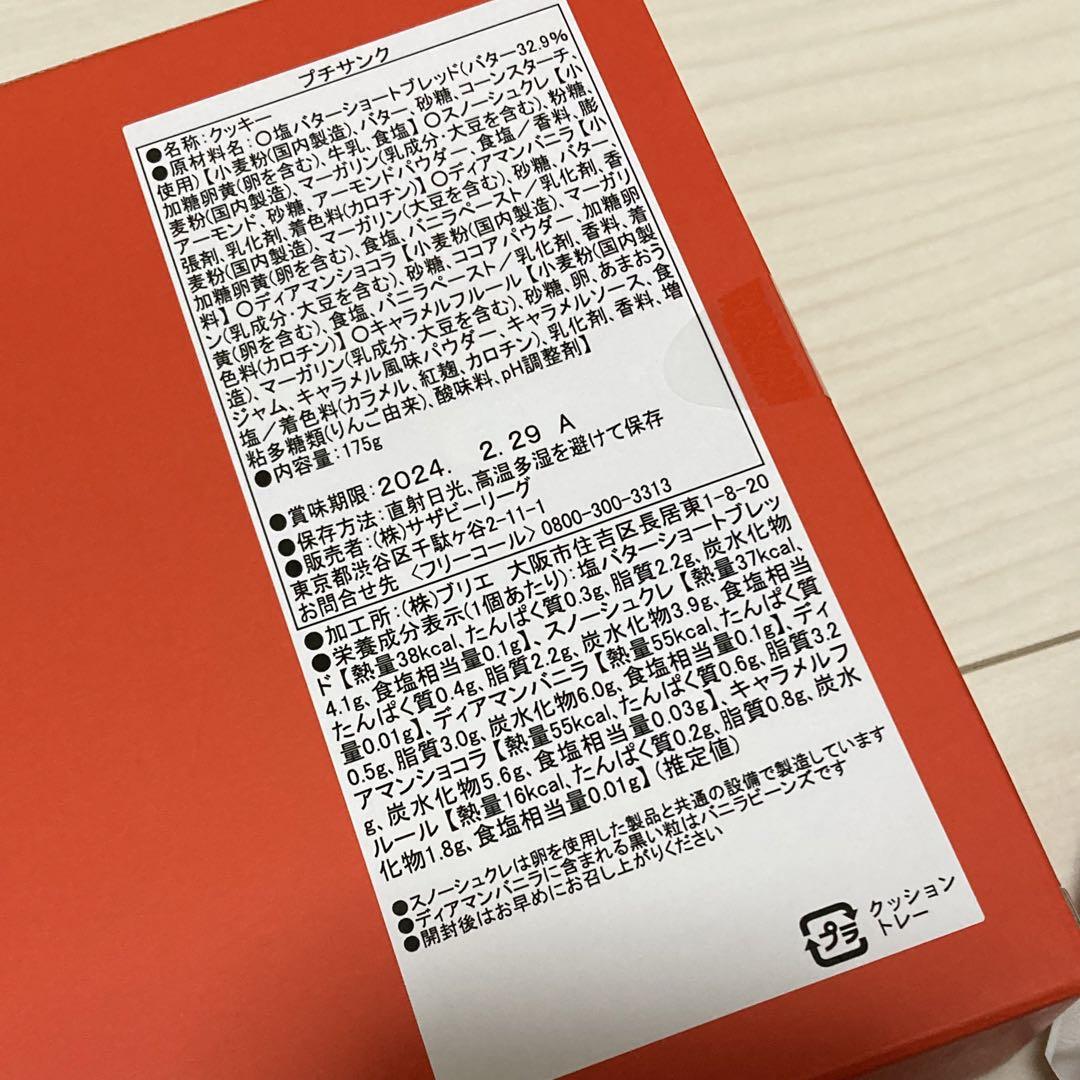 プチサンク
●名称:クッキー
●原材料名:○塩バターショートブレッド(バター32.9%
使用)【小麦粉(国内製造)、バター、砂糖、コーンスターチ、
加糖卵黄(卵を含む)、牛乳、食塩】○スノーシュクレ【小
麦粉(国内製造)、マーガリン(乳成分、大豆を含む)、粉糖、
アーモンド、砂糖、アーモンドパウダー、食塩/香料、膨
張剤、乳化剤、着色料(カロチン)】○ディアマンバニラ【小
麦粉(国内製造)、マーガリン(大豆を含む)、砂糖、バター、
加糖卵黄(卵を含む)、食塩、バニラペースト/乳化剤、香
料】○ディアマンショコラ【小麦粉(国内製造)、マーガリ
ン(乳成分、大豆を含む)、砂糖、ココアパウダー、加糖卵
黄(卵を含む)、食塩、バニラペースト/乳化剤、香料、着
色料(カロチン)】○キャラメルフルール【小麦粉(国内製
造)、マーガリン(乳成分、大豆を含む)、砂糖、卵、あまおう
ジャム、キャラメル風味パウダー、キャラメルソース、食
塩/着色料(カラメル、紅麹、カロチン)、乳化剤、香料、増
粘多糖類(りんご由来)、酸味料、pH調整剤】
●内容量:175g
●賞味期限:2024. 2.29 A
●保存方法:直射日光、高温多湿を避けて保存
●販売者:(株)サザビーリーグ
東京都渋谷区千駄ヶ谷2-11-1
お問合せ先 〈フリーコール〉0800-300-3313
●加工所:(株)ブリエ 大阪市住吉区長居東1-8-20
●栄養成分表示(1個あたり):塩バターショートブレッ
ド【熱量38kcal、たんぱく質0.3g、脂質2.2g、炭水化物
4.1g、食塩相当量0.1g】、スノーシュクレ【熱量37kcal、
たんぱく質0.4g、脂質2.2g、炭水化物3.9g、食塩相当
量0.01g】、ディアマンバニラ【熱量55kcal、たんぱく質
0.5g、脂質3.0g、炭水化物6.0g、食塩相当量0.1g】、ディ
アマンショコラ【熱量55kcal、たんぱく質0.6g、脂質3.2
g、炭水化物5.6g、食塩相当量0.03g】、キャラメルフ
ルール【熱量16kcal、たんぱく質0.2g、脂質0.8g、炭水
化物1.8g、食塩相当量0.01g】(推定値)
●スノーシュクレは卵を使用した製品と共通の設備で製造しています
●ディアマンバニラに含まれる黒い粒はバニラビーンズです
●開封後はお早めにお召し上がりください
プラ
クッション
トレー